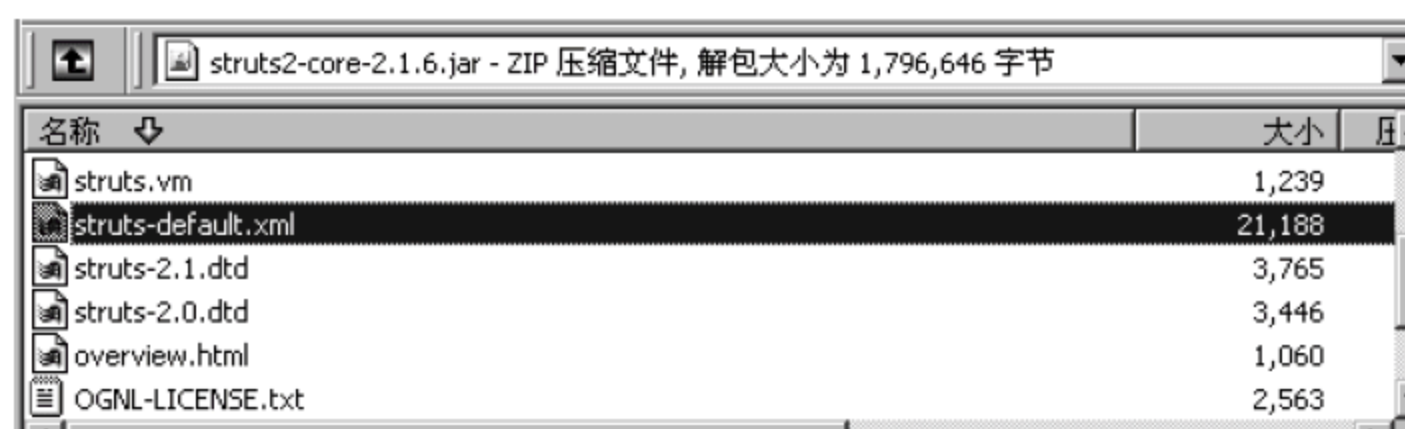 struts2-core-2.1.6.jar - ZIP 压缩文件, 解包大小为 1,796,646 字节
名称 大小
struts.vm 1,239
struts-default.xml 21,188
struts-2.1.dtd 3,765
struts-2.0.dtd 3,446
overview.html 1,060
OGNL-LICENSE.txt 2,563